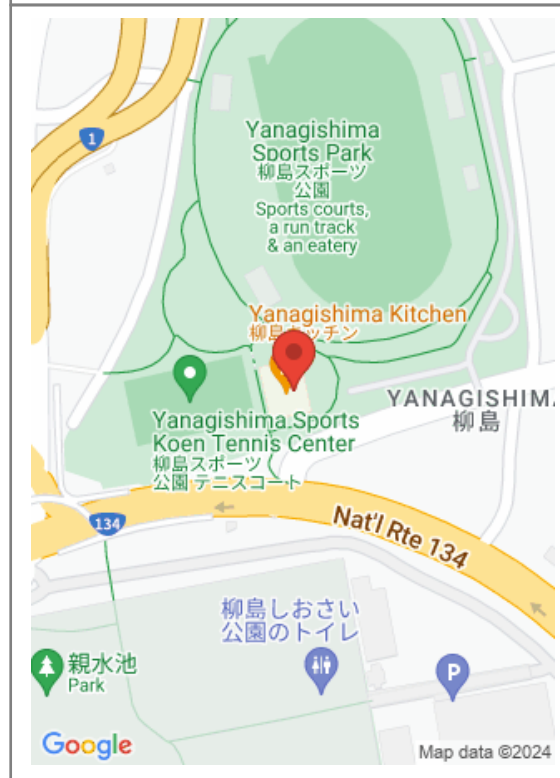 1
Yanagishima
Sports Park
柳島スポーツ
公園
Sports courts,
a run track
& an eatery
Yanagishima Kitchen
柳島キッチン
YANAGISHIMA
柳島
Yanagishima Sports
Koen Tennis Center
柳島スポーツ
公園 テニスコート
134
Nat'l Rte 134
柳島しおさい
公園のトイレ
親水池
Park
P
Google
Map data ©2024